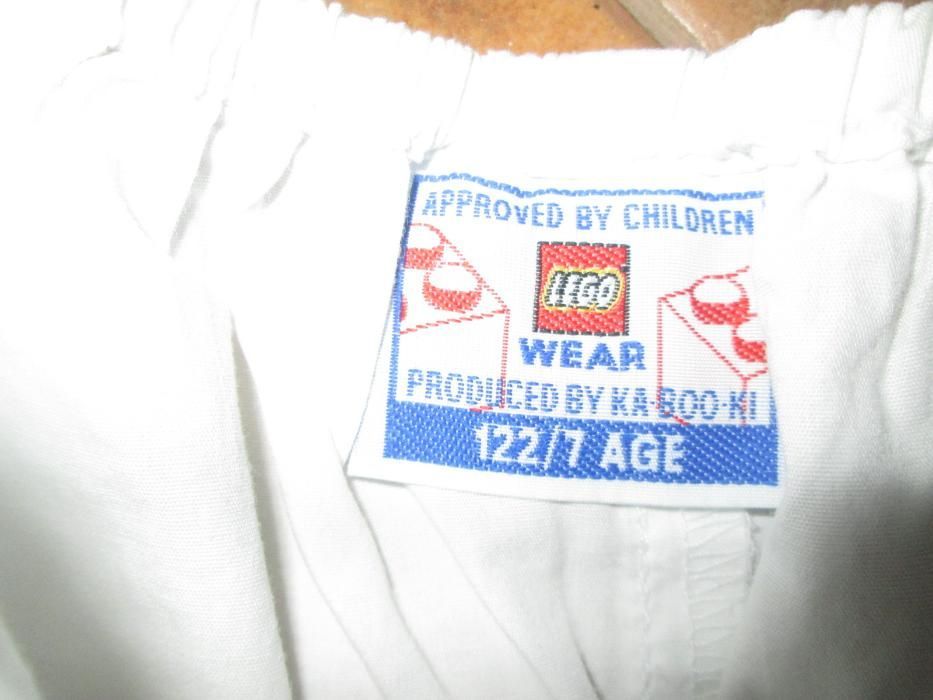 APPROVED BY CHILDREN
LEGO
WEAR
PRODUCED BY KA·BOO·KI
122/7 AGE